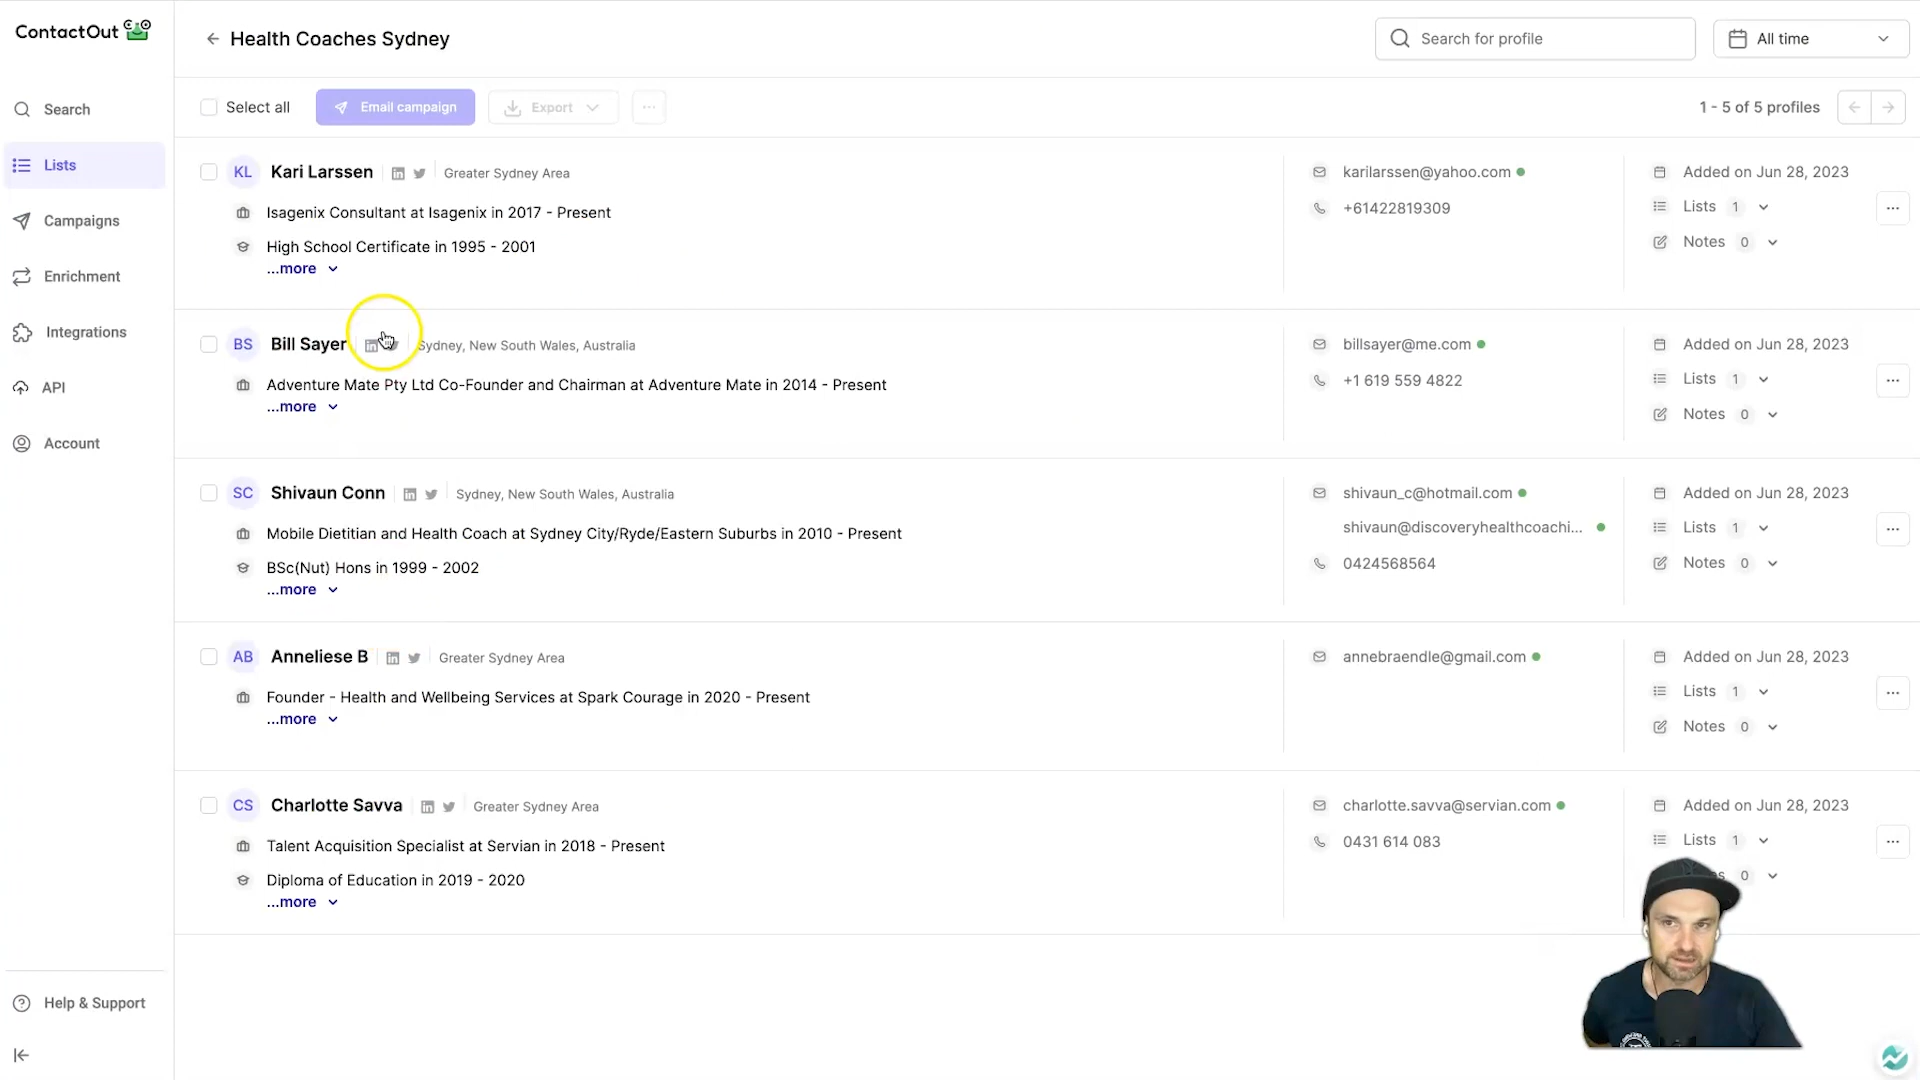 ContactOut
Health Coaches Sydney
Search for profile
All time
Search
Lists
Campaigns
Enrichment
Integrations
API
Account
Help & Support
Select all
Email campaign
Export
1 - 5 of 5 profiles
KL
Kari Larssen
Greater Sydney Area
Isagenix Consultant at Isagenix in 2017 - Present
High School Certificate in 1995 - 2001
...more
karilarssen@yahoo.com
+61422819309
Added on Jun 28, 2023
Lists 1
Notes 0
BS
Bill Sayer
Sydney, New South Wales, Australia
Adventure Mate Pty Ltd Co-Founder and Chairman at Adventure Mate in 2014 - Present
...more
billsayer@me.com
+1 619 559 4822
Added on Jun 28, 2023
Lists 1
Notes 0
SC
Shivaun Conn
Sydney, New South Wales, Australia
Mobile Dietitian and Health Coach at Sydney City/Ryde/Eastern Suburbs in 2010 - Present
BSc(Nut) Hons in 1999 - 2002
...more
shivaun_c@hotmail.com
shivaun@discoveryhealthcoachi...
0424568564
Added on Jun 28, 2023
Lists 1
Notes 0
AB
Anneliese B
Greater Sydney Area
Founder - Health and Wellbeing Services at Spark Courage in 2020 - Present
...more
annebraendle@gmail.com
Added on Jun 28, 2023
Lists 1
Notes 0
CS
Charlotte Savva
Greater Sydney Area
Talent Acquisition Specialist at Servian in 2018 - Present
Diploma of Education in 2019 - 2020
...more
charlotte.savva@servian.com
0431 614 083
Added on Jun 28, 2023
Lists 1
0